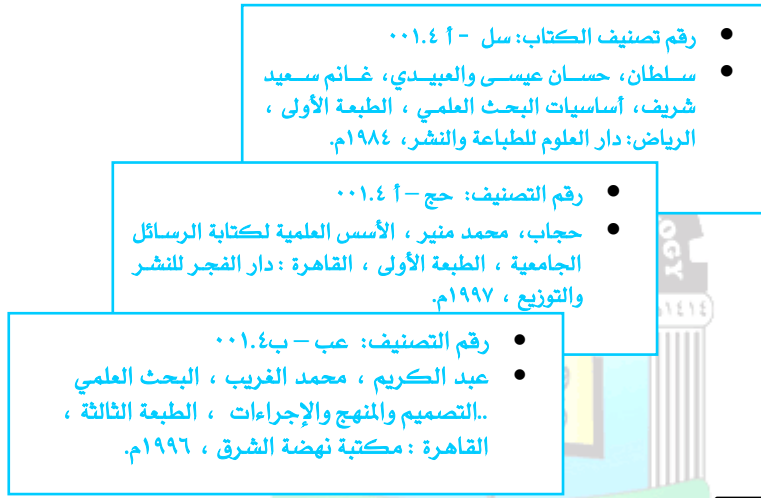 • رقم تصنيف الكتاب: سل - أ ٠٠١.٤
• سلطان، حسان عيسى والعبيدي، غانم سعيد
شريف، أساسيات البحث العلمي ، الطبعة الأولى ،
الرياض: دار العلوم للطباعة والنشر، ١٩٨٤م.
• رقم التصنيف: حج – أ ٠٠١.٤
• حجاب، محمد منير ، الأسس العلمية لكتابة الرسائل
الجامعية ، الطبعة الأولى ، القاهرة : دار الفجر للنشر
والتوزيع ، ١٩٩٧م.
• رقم التصنيف: عب – ب٠٠١.٤
• عبد الكريم ، محمد الغريب ، البحث العلمي
..التصميم والمنهج والإجراءات ، الطبعة الثالثة ،
القاهرة : مكتبة نهضة الشرق ، ١٩٩٦م.
OGY
١٤١٤